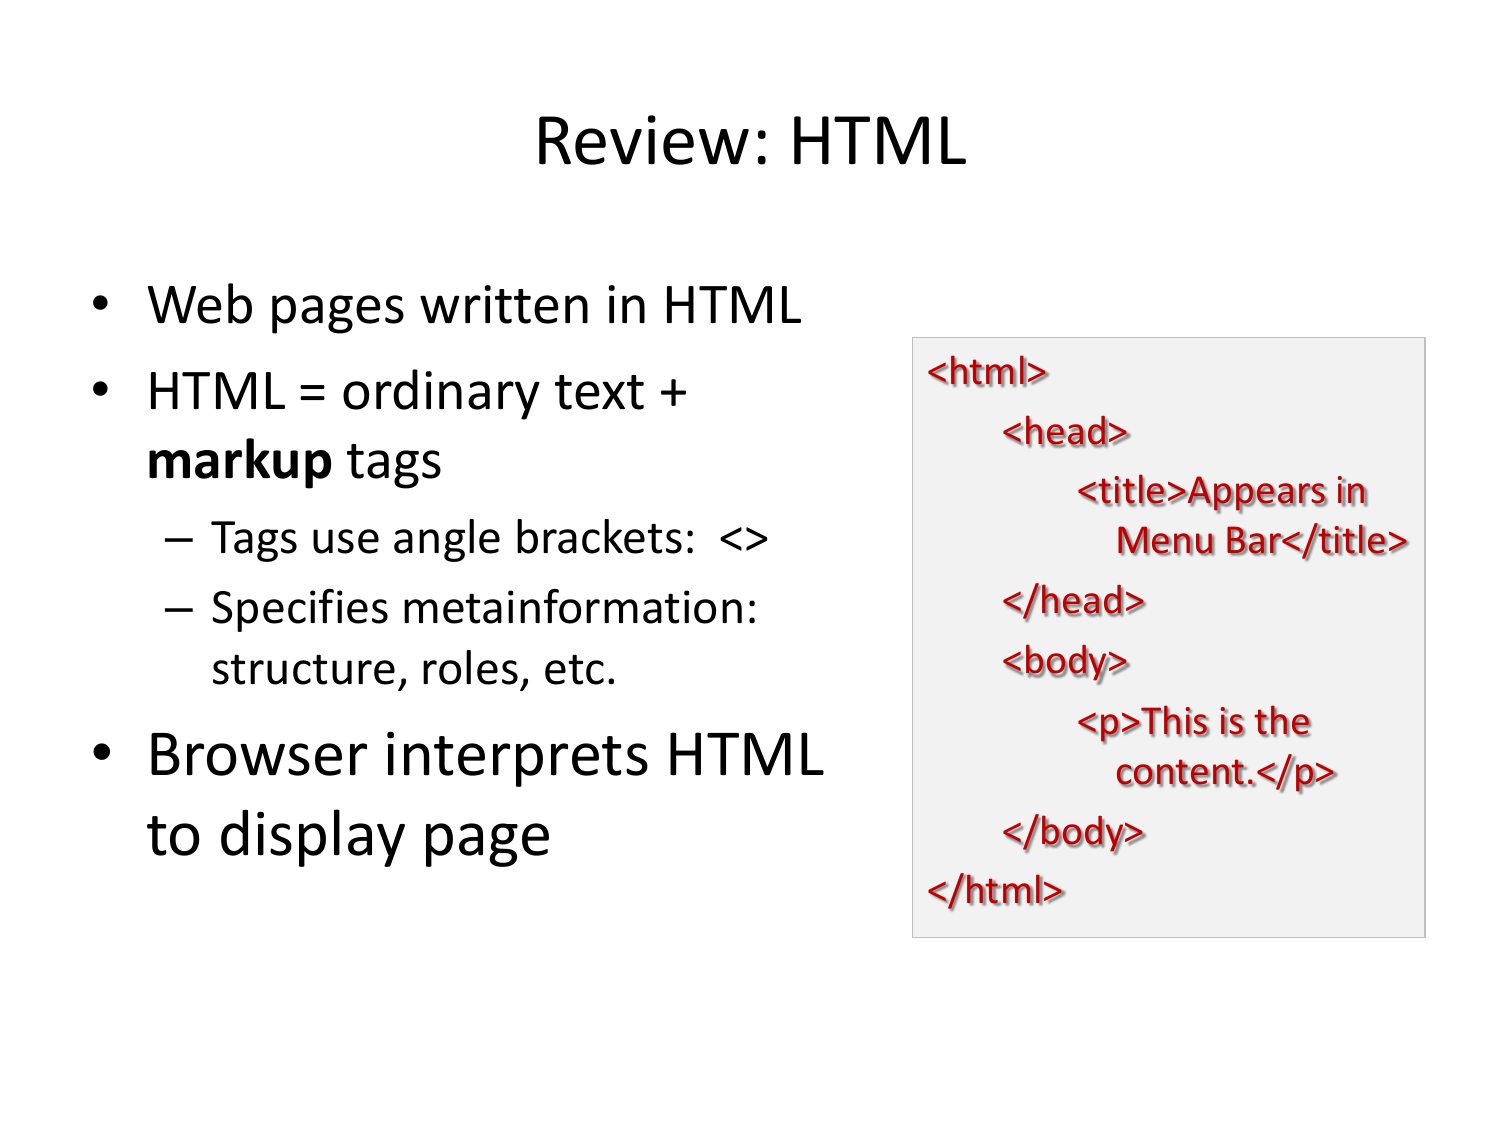 Review: HTML
• Web pages written in HTML
• HTML = ordinary text +
markup tags
– Tags use angle brackets: <>
– Specifies metainformation:
structure, roles, etc.
• Browser interprets HTML
to display page
<html>
<head>
<title>Appears in
Menu Bar</title>
</head>
<body>
<p>This is the
content.</p>
</body>
</html>